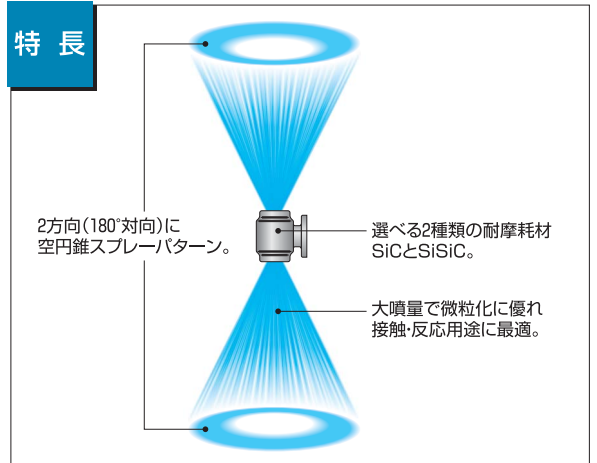 特 長
2方向(180°対向)に
空円錐スプレーパターン。
選べる2種類の耐摩耗材
SiCとSiSiC。
大噴量で微粒化に優れ
接触・反応用途に最適。